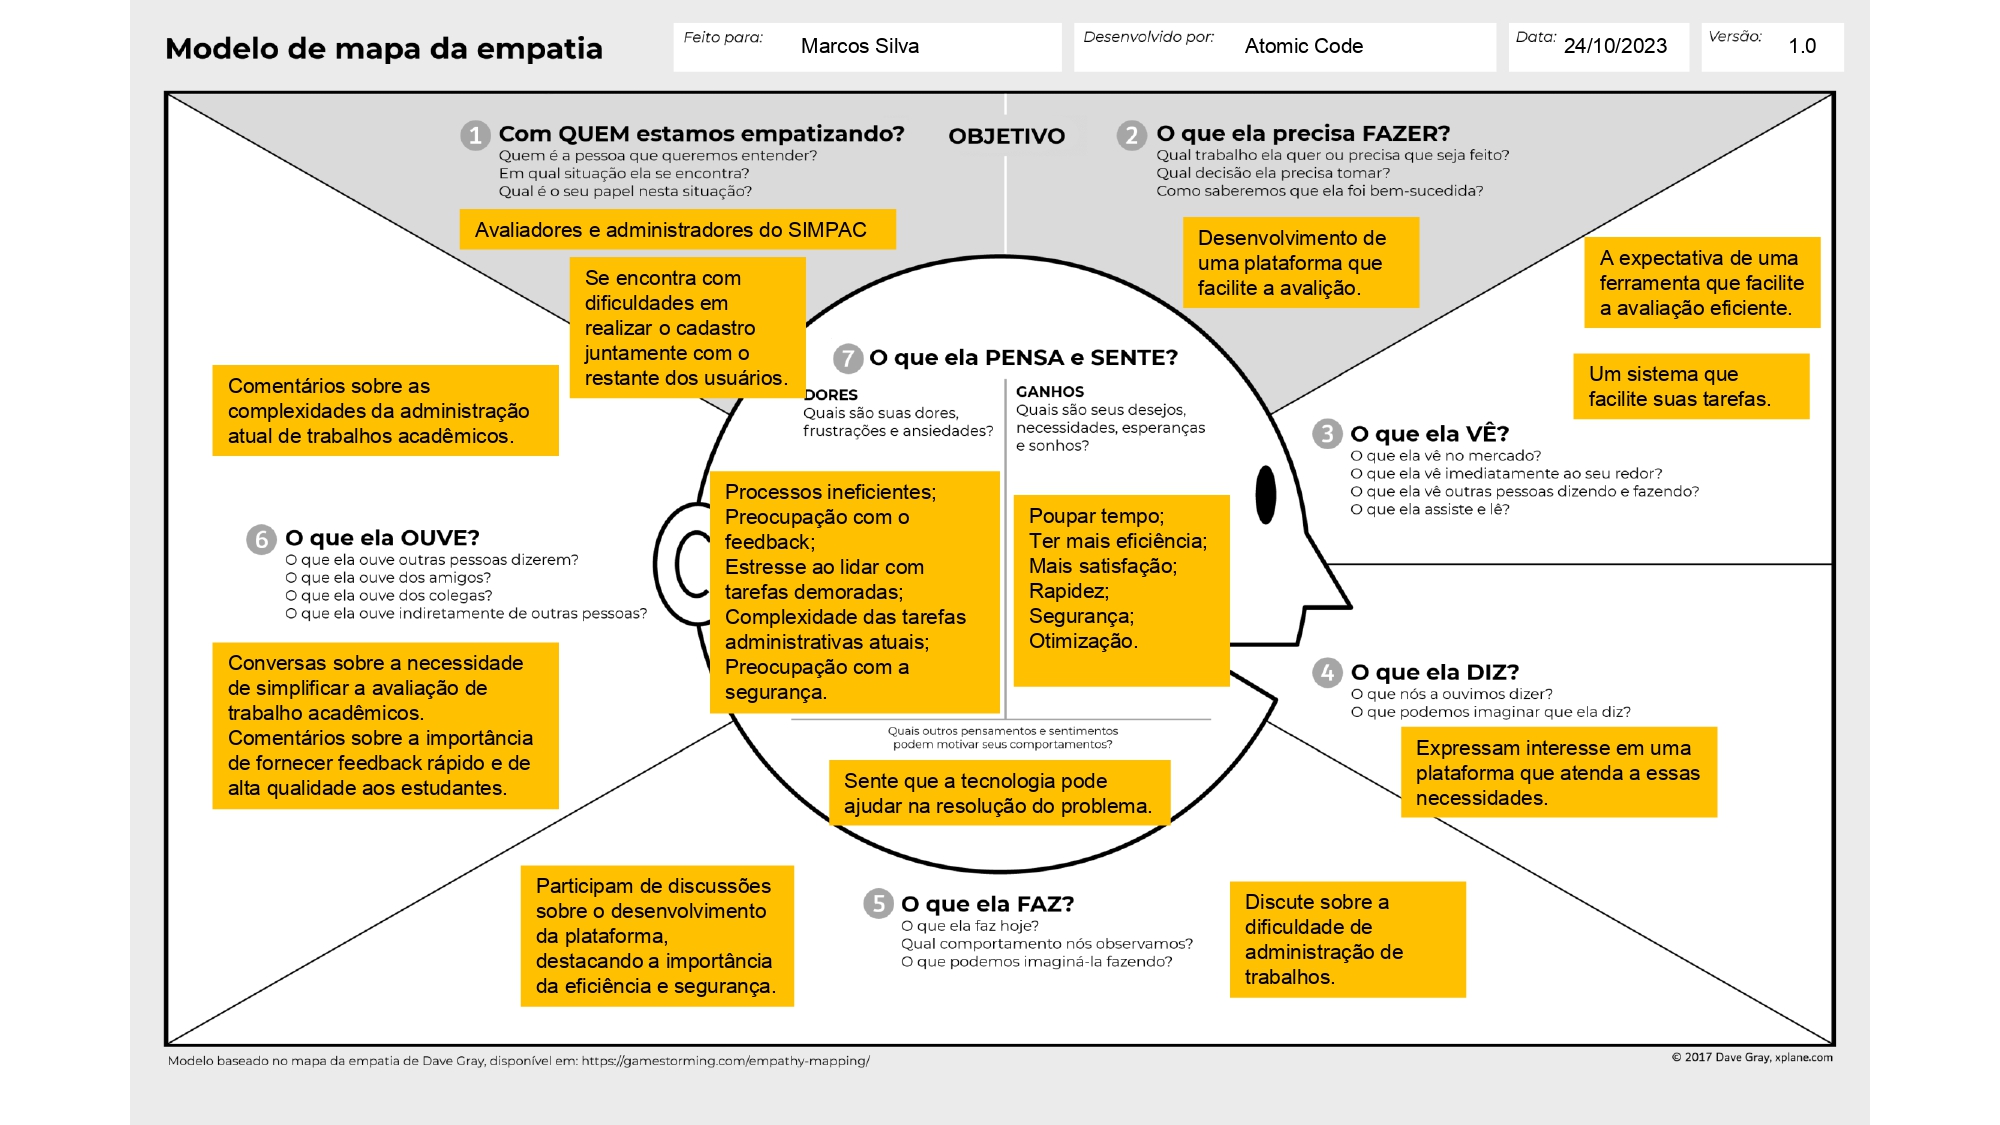 Modelo de mapa da empatia
Feito para: Marcos Silva
Desenvolvido por: Atomic Code
Data: 24/10/2023
Versão: 1.0
1 Com QUEM estamos empatizando?
Quem é a pessoa que queremos entender?
Em qual situação ela se encontra?
Qual é o seu papel nesta situação?
Avaliadores e administradores do SIMPAC
Se encontra com
dificuldades em
realizar o cadastro
juntamente com o
restante dos usuários.
OBJETIVO
2 O que ela precisa FAZER?
Qual trabalho ela quer ou precisa que seja feito?
Qual decisão ela precisa tomar?
Como saberemos que ela foi bem-sucedida?
Desenvolvimento de
uma plataforma que
facilite a avalição.
A expectativa de uma
ferramenta que facilite
a avaliação eficiente.
Um sistema que
facilite suas tarefas.
3 O que ela VÊ?
O que ela vê no mercado?
O que ela vê imediatamente ao seu redor?
O que ela vê outras pessoas dizendo e fazendo?
O que ela assiste e lê?
4 O que ela DIZ?
O que nós a ouvimos dizer?
O que podemos imaginar que ela diz?
Expressam interesse em uma
plataforma que atenda a essas
necessidades.
5 O que ela FAZ?
O que ela faz hoje?
Qual comportamento nós observamos?
O que podemos imaginá-la fazendo?
Participam de discussões
sobre o desenvolvimento
da plataforma,
destacando a importância
da eficiência e segurança.
Discute sobre a
dificuldade de
administração de
trabalhos.
Comentários sobre as
complexidades da administração
atual de trabalhos acadêmicos.
6 O que ela OUVE?
O que ela ouve outras pessoas dizerem?
O que ela ouve dos amigos?
O que ela ouve dos colegas?
O que ela ouve indiretamente de outras pessoas?
Conversas sobre a necessidade
de simplificar a avaliação de
trabalho acadêmicos.
Comentários sobre a importância
de fornecer feedback rápido e de
alta qualidade aos estudantes.
7 O que ela PENSA e SENTE?
DORES
Quais são suas dores,
frustrações e ansiedades?
Processos ineficientes;
Preocupação com o
feedback;
Estresse ao lidar com
tarefas demoradas;
Complexidade das tarefas
administrativas atuais;
Preocupação com a
segurança.
GANHOS
Quais são seus desejos,
necessidades, esperanças
e sonhos?
Poupar tempo;
Ter mais eficiência;
Mais satisfação;
Rapidez;
Segurança;
Otimização.
Quais outros pensamentos e sentimentos
podem motivar seus comportamentos?
Sente que a tecnologia pode
ajudar na resolução do problema.
Modelo baseado no mapa da empatia de Dave Gray, disponível em: https://gamestorming.com/empathy-mapping/
© 2017 Dave Gray, xplane.com